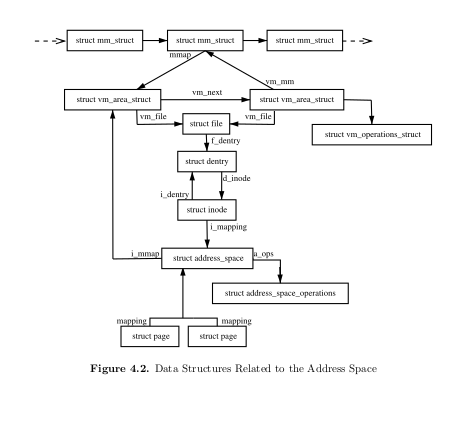 struct mm_struct struct mm_struct struct mm_struct
mmap
vm_mm
struct vm_area_struct vm_next struct vm_area_struct
vm_file struct file vm_file
struct vm_operations_struct
f_dentry
struct dentry
d_inode
i_dentry
struct inode
i_mapping
i_mmap struct address_space a_ops
struct address_space_operations
mapping mapping
struct page struct page
Figure 4.2. Data Structures Related to the Address Space